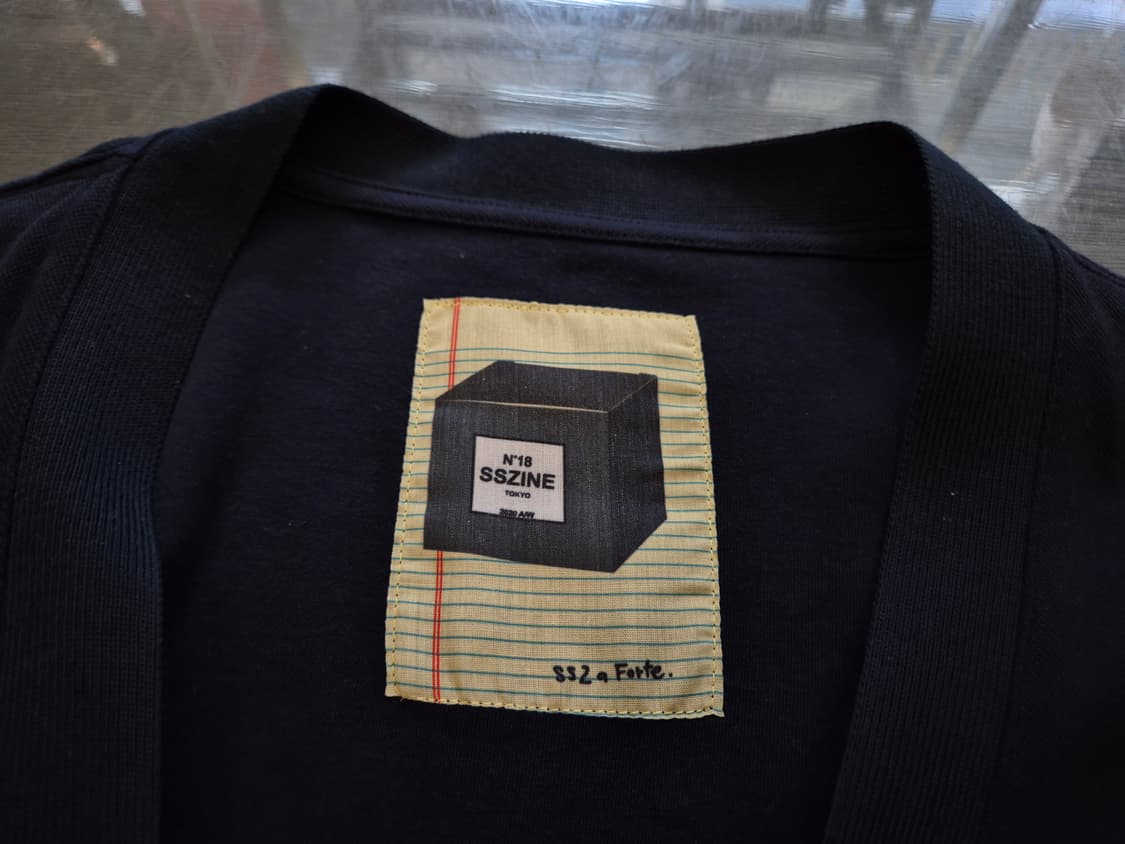 N°18
SSZINE
TOKYO
2020 A/W
SSZ a Forte.